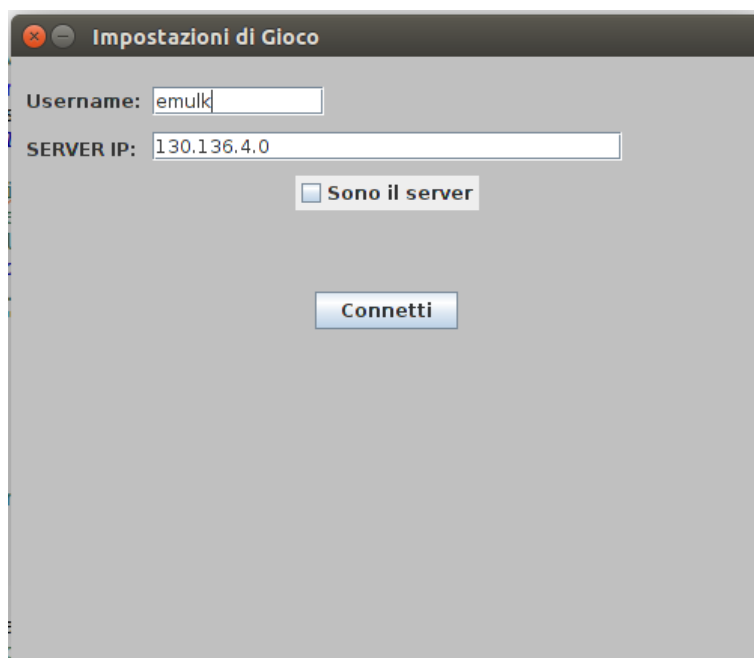 Impostazioni di Gioco
Username: emulk
SERVER IP: 130.136.4.0
Sono il server
Connetti